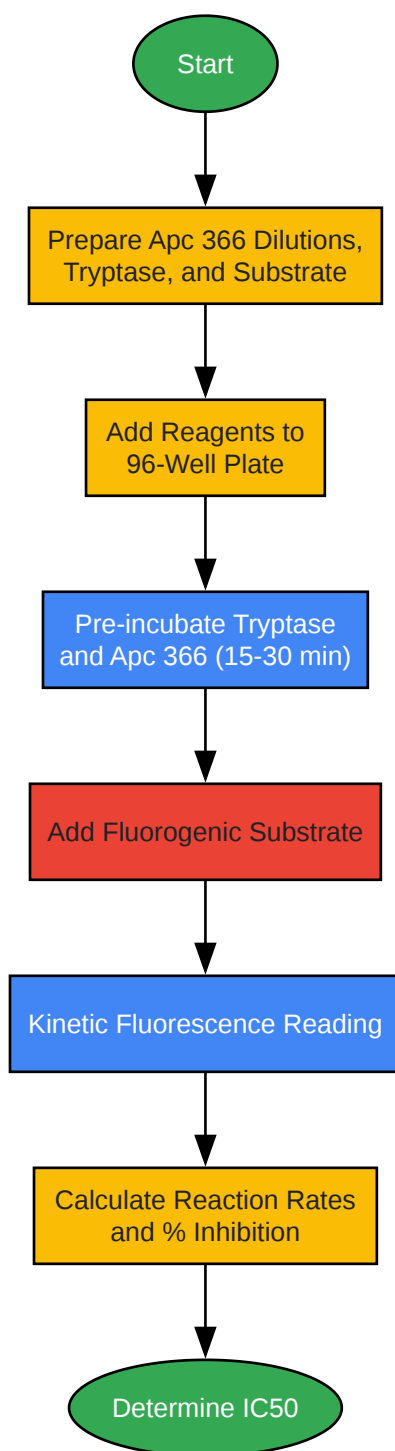 Start
Prepare Apc 366 Dilutions,
Tryptase, and Substrate
Add Reagents to
96-Well Plate
Pre-incubate Tryptase
and Apc 366 (15-30 min)
Add Fluorogenic Substrate
Kinetic Fluorescence Reading
Calculate Reaction Rates
and % Inhibition
Determine IC50